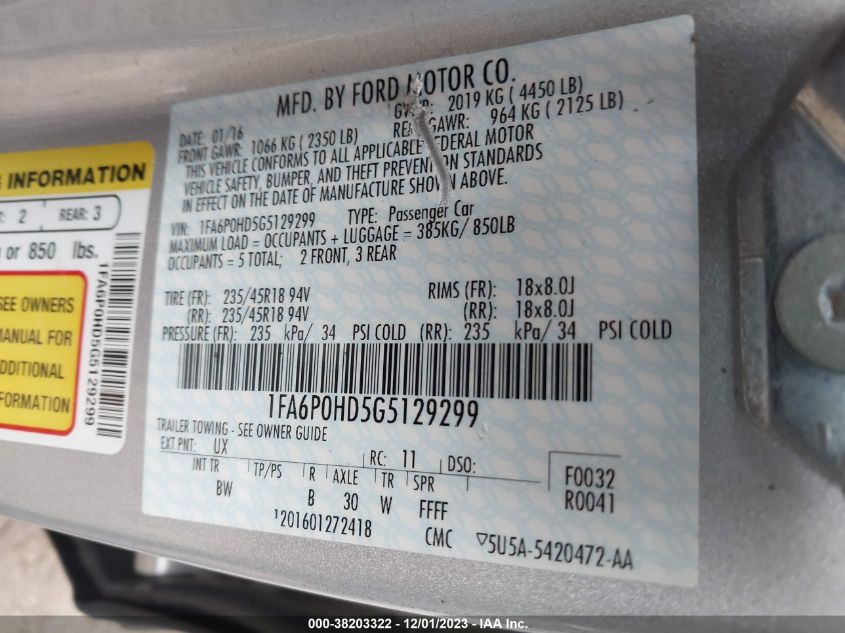 MFD. BY FORD MOTOR CO.
DATE: 01/16 GVWR: 2019 KG ( 4450 LB)
FRONT GAWR: 1066 KG ( 2350 LB) REAR GAWR: 964 KG ( 2125 LB)
THIS VEHICLE CONFORMS TO ALL APPLICABLE FEDERAL MOTOR
VEHICLE SAFETY, BUMPER, AND THEFT PREVENTION STANDARDS
IN EFFECT ON THE DATE OF MANUFACTURE SHOWN ABOVE.
VIN: 1FA6P0HD5G5129299 TYPE: Passenger Car
MAXIMUM LOAD = OCCUPANTS + LUGGAGE = 385KG/ 850LB
OCCUPANTS = 5 TOTAL; 2 FRONT, 3 REAR
TIRE (FR): 235/45R18 94V RIMS (FR): 18x8.0J
(RR): 235/45R18 94V (RR): 18x8.0J
PRESSURE (FR): 235 kPa/ 34 PSI COLD (RR): 235 kPa/ 34 PSI COLD
1FA6P0HD5G5129299
TRAILER TOWING - SEE OWNER GUIDE
EXT PNT: UX RC: 11 DSO:
INT TR TP/PS R AXLE TR SPR F0032
BW B 30 W FFFF R0041
1201601272418 CMC ▽5U5A-5420472-AA
INFORMATION
2 REAR: 3
or 850 lbs.
SEE OWNERS
MANUAL FOR
1FA6P0HD5G5129299
000-38203322 - 12/01/2023 - IAA Inc.